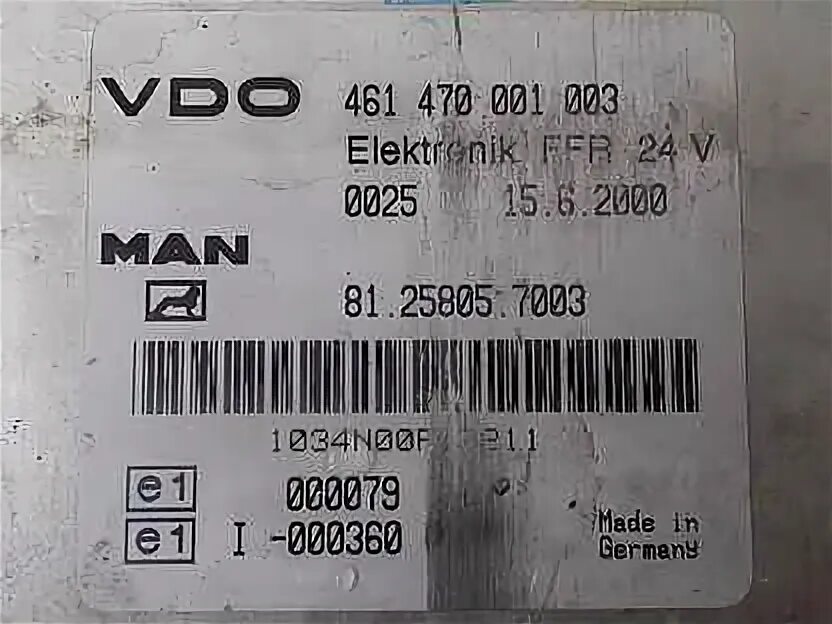 VDO 461 470 001 003
Elektronik FFR 24 V
0025 15.6.2000
MAN
81.25805.7003
e1 000079
e1 I -000360
Made in
Germany